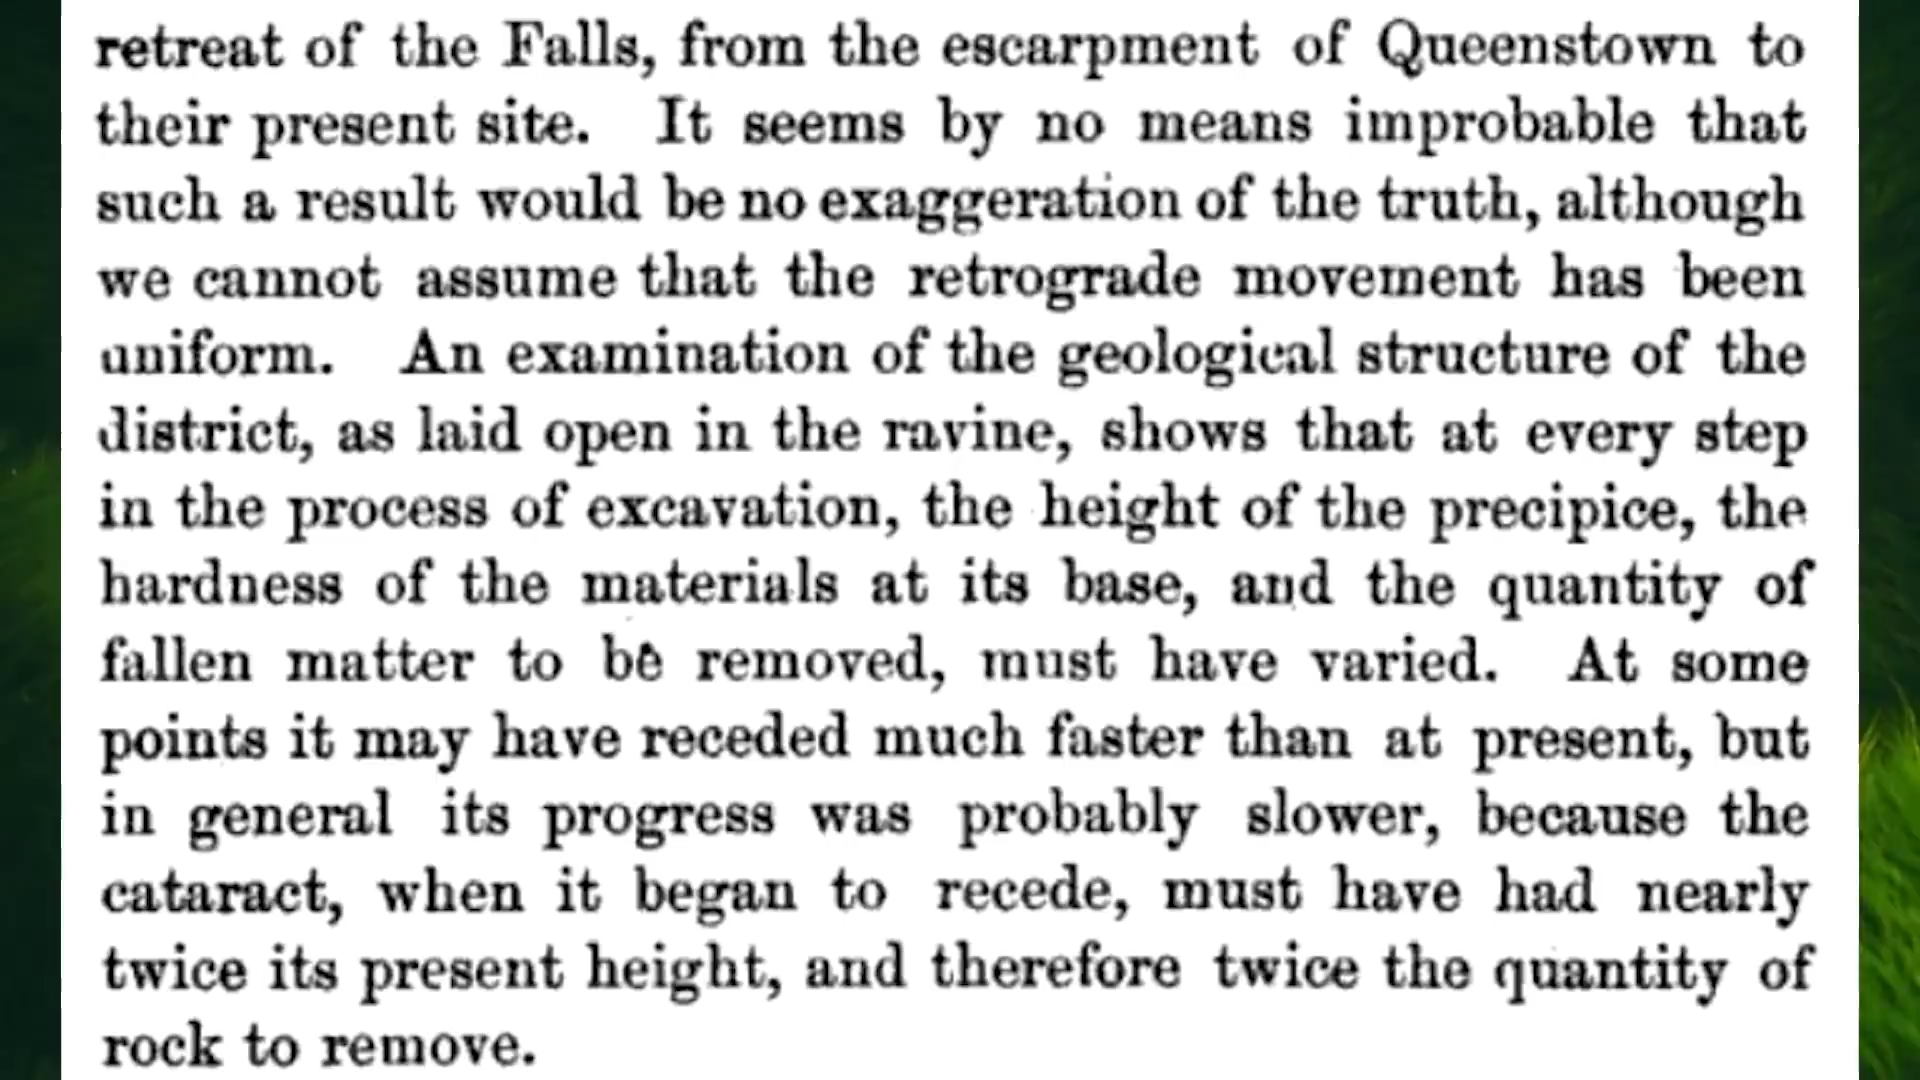 retreat of the Falls, from the escarpment of Queenstown to
their present site. It seems by no means improbable that
such a result would be no exaggeration of the truth, although
we cannot assume that the retrograde movement has been
uniform. An examination of the geological structure of the
district, as laid open in the ravine, shows that at every step
in the process of excavation, the height of the precipice, the
hardness of the materials at its base, and the quantity of
fallen matter to be removed, must have varied. At some
points it may have receded much faster than at present, but
in general its progress was probably slower, because the
cataract, when it began to recede, must have had nearly
twice its present height, and therefore twice the quantity of
rock to remove.